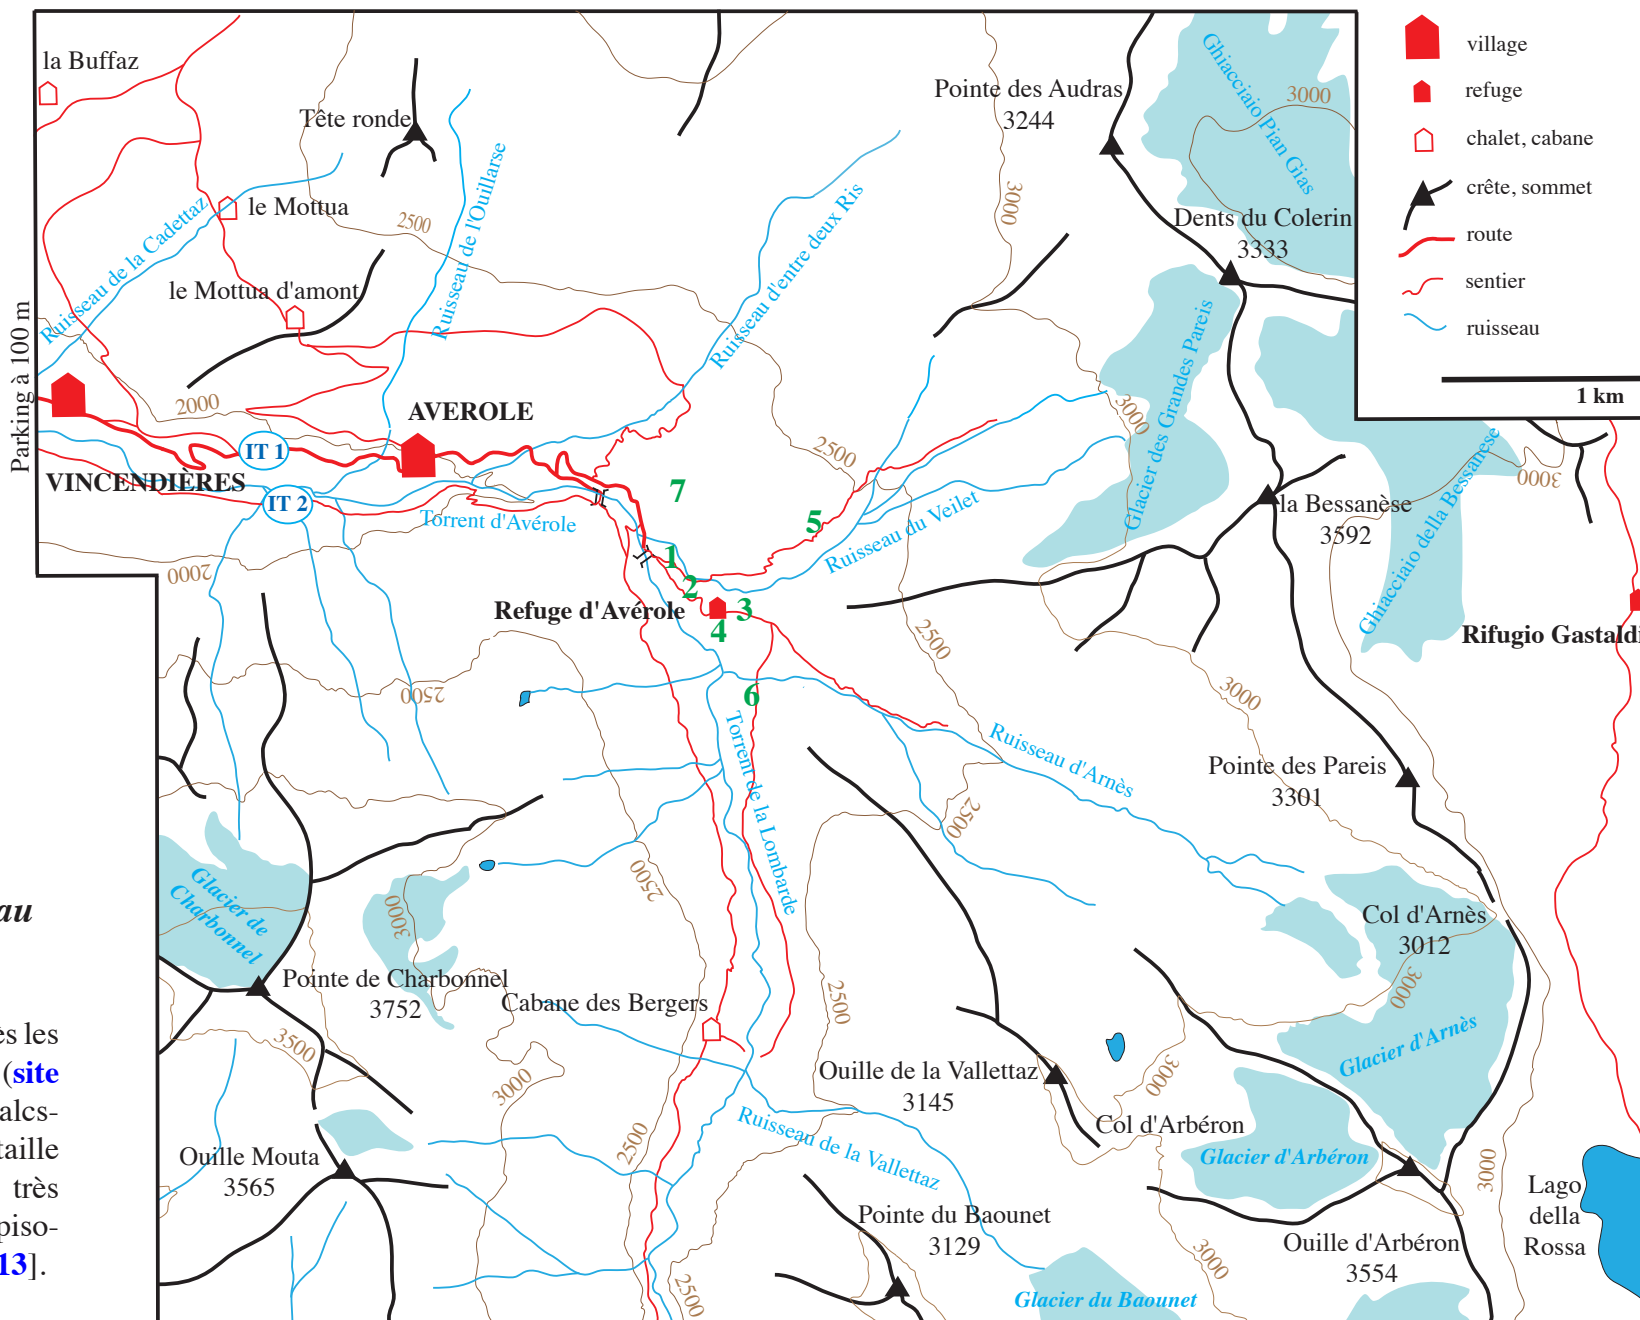 la Buffaz
Tête ronde
Pointe des Audras
3244
Ghiacciaio Pian Gias
3000
village
refuge
chalet, cabane
crête, sommet
route
sentier
ruisseau
1 km
Ruisseau de la Cadettaz
le Mottua
2500
Ruisseau de l'Ouillarse
Ruisseau d'entre deux Ris
3000
Dents du Colerin
3333
le Mottua d'amont
Parking à 100 m
2000
AVEROLE
IT 1
VINCENDIÈRES
IT 2
Torrent d'Avérole
2000
7
5
1
2
3
4
6
2500
Ruisseau du Veilet
Glacier des Grandes Pareis
3000
la Bessanèse
3592
Ghiacciaio della Bessanese
3000
Refuge d'Avérole
Rifugio Gastaldi
2500
2500
3000
Torrent de la Lombarde
Ruisseau d'Arnès
Pointe des Pareis
3301
2500
2500
Glacier de
Charbonnel
3000
Col d'Arnès
3012
3000
Pointe de Charbonnel
3752
Cabane des Bergers
2500
3500
3000
Glacier d'Arnès
Ouille de la Vallettaz
3145
3000
Col d'Arbéron
Ruisseau de la Vallettaz
2500
Ouille Mouta
3565
Glacier d'Arbéron
3000
Lago
della
Rossa
Pointe du Baounet
3129
Ouille d'Arbéron
3554
3000
2500
Glacier du Baounet
au
ès les
(site
alcs-
taille
très
piso-
13].